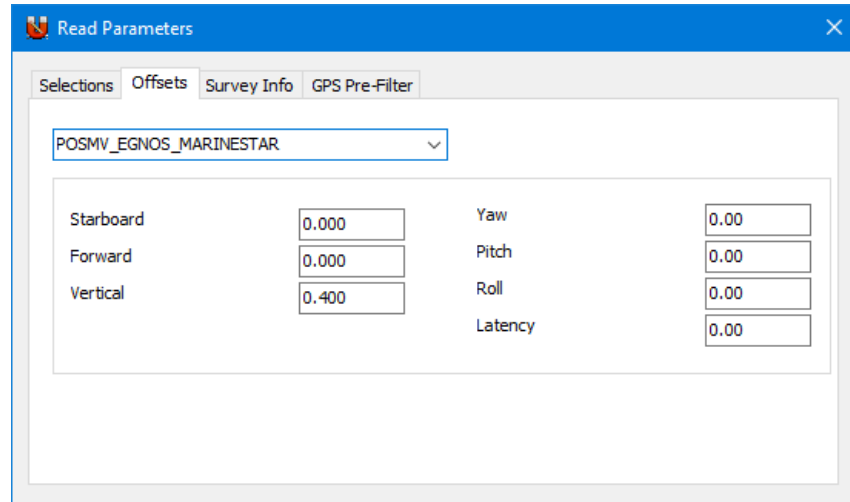 Read Parameters
Selections Offsets Survey Info GPS Pre-Filter
POSMV_EGNOS_MARINESTAR
Starboard 0.000
Forward 0.000
Vertical 0.400
Yaw 0.00
Pitch 0.00
Roll 0.00
Latency 0.00